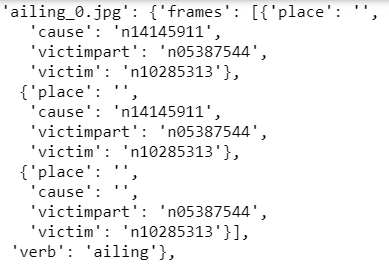 'ailing_0.jpg': {'frames': [{'place': '',
'cause': 'n14145911',
'victimpart': 'n05387544',
'victim': 'n10285313'},
{'place': '',
'cause': 'n14145911',
'victimpart': 'n05387544',
'victim': 'n10285313'},
{'place': '',
'cause': '',
'victimpart': 'n05387544',
'victim': 'n10285313'}],
'verb': 'ailing'},